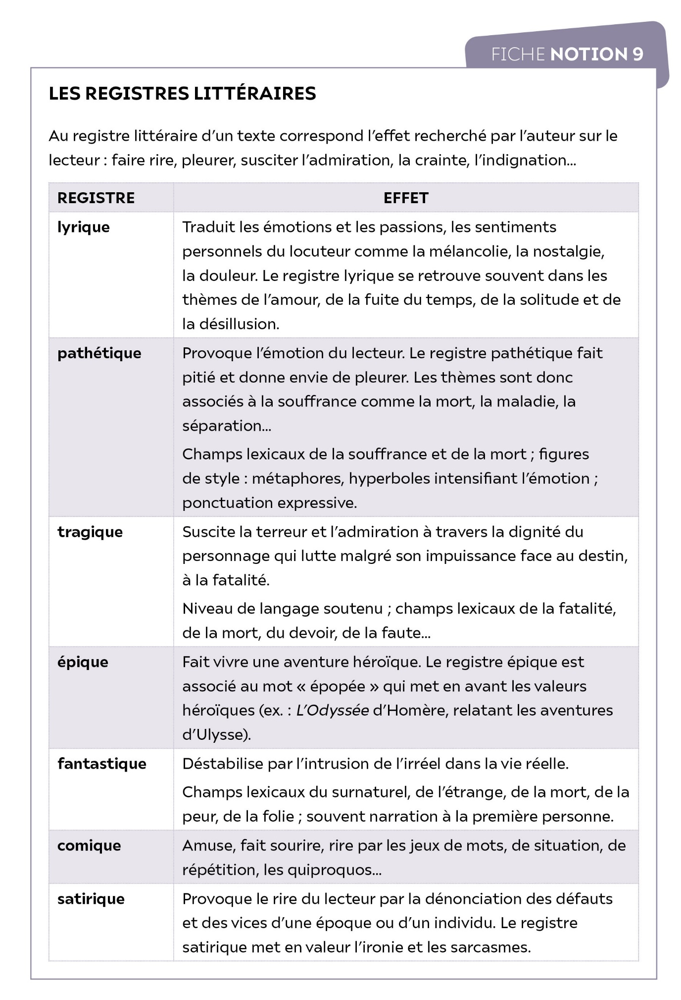 FICHE NOTION 9
LES REGISTRES LITTÉRAIRES
Au registre littéraire d’un texte correspond l’effet recherché par l’auteur sur le
lecteur : faire rire, pleurer, susciter l’admiration, la crainte, l’indignation…
REGISTRE
EFFET
lyrique
Traduit les émotions et les passions, les sentiments
personnels du locuteur comme la mélancolie, la nostalgie,
la douleur. Le registre lyrique se retrouve souvent dans les
thèmes de l’amour, de la fuite du temps, de la solitude et de
la désillusion.
pathétique
Provoque l’émotion du lecteur. Le registre pathétique fait
pitié et donne envie de pleurer. Les thèmes sont donc
associés à la souffrance comme la mort, la maladie, la
séparation…
Champs lexicaux de la souffrance et de la mort ; figures
de style : métaphores, hyperboles intensifiant l’émotion ;
ponctuation expressive.
tragique
Suscite la terreur et l’admiration à travers la dignité du
personnage qui lutte malgré son impuissance face au destin,
à la fatalité.
Niveau de langage soutenu ; champs lexicaux de la fatalité,
de la mort, du devoir, de la faute…
épique
Fait vivre une aventure héroïque. Le registre épique est
associé au mot « épopée » qui met en avant les valeurs
héroïques (ex. : L’Odyssée d’Homère, relatant les aventures
d’Ulysse).
fantastique
Déstabilise par l’intrusion de l’irréel dans la vie réelle.
Champs lexicaux du surnaturel, de l’étrange, de la mort, de la
peur, de la folie ; souvent narration à la première personne.
comique
Amuse, fait sourire, rire par les jeux de mots, de situation, de
répétition, les quiproquos…
satirique
Provoque le rire du lecteur par la dénonciation des défauts
et des vices d’une époque ou d’un individu. Le registre
satirique met en valeur l’ironie et les sarcasmes.